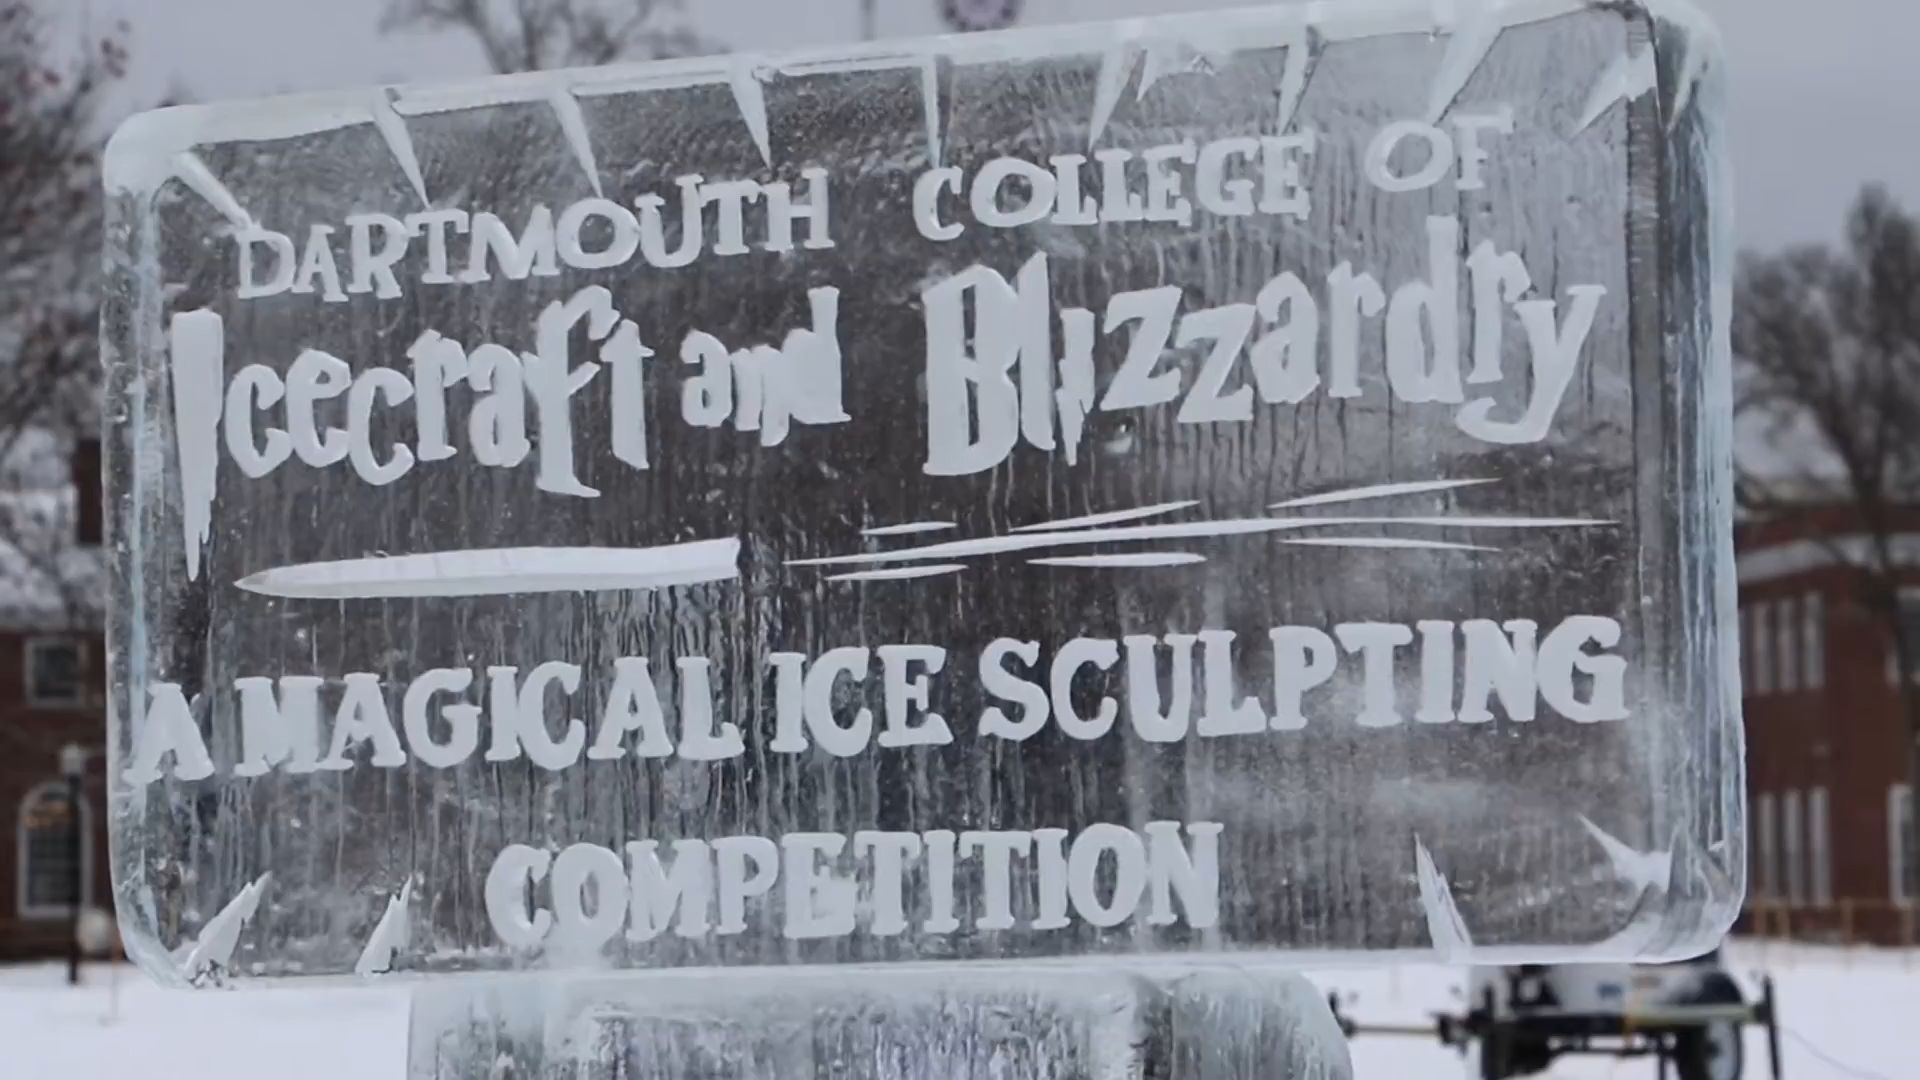 DARTMOUTH COLLEGE OF
Icecraft and Blizzardry
A MAGICAL ICE SCULPTING
COMPETITION